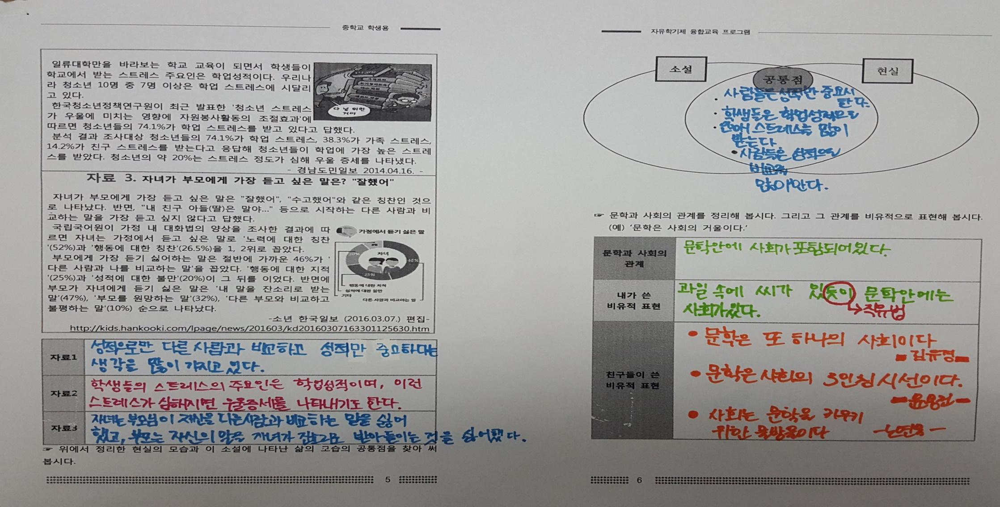 중학교 학생용
일류대학만을 바라보는 학교 교육이 되면서 학생들이
학교에서 받는 스트레스 주요인은 학업성적이다. 우리나
라 청소년 10명 중 7명 이상은 학업 스트레스에 시달리
고 있다.
한국청소년정책연구원이 최근 발표한 '청소년 스트레스
가 우울에 미치는 영향에 자원봉사활동의 조절효과'에
따르면 청소년들의 74.1%가 학업 스트레스를 받고 있다고 답했다.
분석 결과 조사대상 청소년들의 74.1%가 학업 스트레스, 38.3%가 가족 스트레스,
14.2%가 친구 스트레스를 받는다고 응답해 청소년들이 학업에 가장 높은 스트레
스를 받았다. 청소년의 약 20%는 스트레스 정도가 심해 우울 증세를 나타냈다.
- 경남도민일보 2014.04.16. -
다 널 위한
거야
자료 3. 자녀가 부모에게 가장 듣고 싶은 말은? "잘했어"
자녀가 부모에게 가장 듣고 싶은 말은 "잘했어", "수고했어"와 같은 칭찬인 것으
로 나타났다. 반면, "내 친구 아들(딸)은 말야..." 등으로 시작하는 다른 사람과 비
교하는 말을 가장 듣고 싶지 않다고 답했다.
국립국어원이 가정 내 대화법의 양상을 조사한 결과에 따
르면 자녀는 가정에서 듣고 싶은 말로 '노력에 대한 칭찬
'(52%)과 '행동에 대한 칭찬'(26.5%)을 1, 2위로 꼽았다.
부모에게 가장 듣기 싫어하는 말은 절반에 가까운 46%가 '
다른 사람과 나를 비교하는 말'을 꼽았다. '행동에 대한 지적
'(25%)과 '성적에 대한 불만'(20%)이 그 뒤를 이었다. 반면에
부모가 자녀에게 듣기 싫은 말은 '내 말을 잔소리로 받는
말'(47%), '부모를 원망하는 말'(32%), '다른 부모와 비교하고
불평하는 말'(10%) 순으로 나타났다.
가정에서 듣기 싫은 말
자녀
20%
46%
25%
행동에 대한 지적
성적에 대한 불만
기타
다른 사람과 비교하는 말
-소년 한국일보 (2016.03.07.) 편집-
http://kids.hankooki.com/lpage/news/201603/kd20160307163301125630.htm
자료1
성적으로만 다른 사람과 비교하고 성적만 중요하다는
생각을 많이 가지고 있다.
자료2
학생들의 스트레스의 주요인은 학업성적이며, 이런
스트레스가 심해지면 우울증세를 나타내기도 한다.
자료3
자녀는 부모님이 자신을 다른사람과 비교하는 말을 싫어
했고, 부모는 자신의 말을 자녀가 잔소리로 받아들이는 것을 싫어했다.
☞ 위에서 정리한 현실의 모습과 이 소설에 나타난 삶의 모습의 공통점을 찾아 써
봅시다.
5
자유학기제 융합교육 프로그램
소설
현실
공통점
· 사람들은 성적만 중요시
한다.
· 학생들은 학업성적으로
· 인해 스트레스를 많이
받는다
• 사람들은 성적으로
비교를
많이 한다.
☞ 문학과 사회의 관계를 정리해 봅시다. 그리고 그 관계를 비유적으로 표현해 봅시다.
(예) '문학은 사회의 거울이다.'
문학과 사회의
관계
문학안에 사회가 포함되어있다.
내가 쓴
비유적 표현
과일 속에 씨가 있듯이 문학안에는
사회가있다.
→직유법
친구들이 쓴
비유적 표현
• 문학은 또 하나의 사회이다
-김유경-
• 문학은 사회의 3인칭 시선이다.
• 사회는 문학을 키우기
위한 물방울이다
6